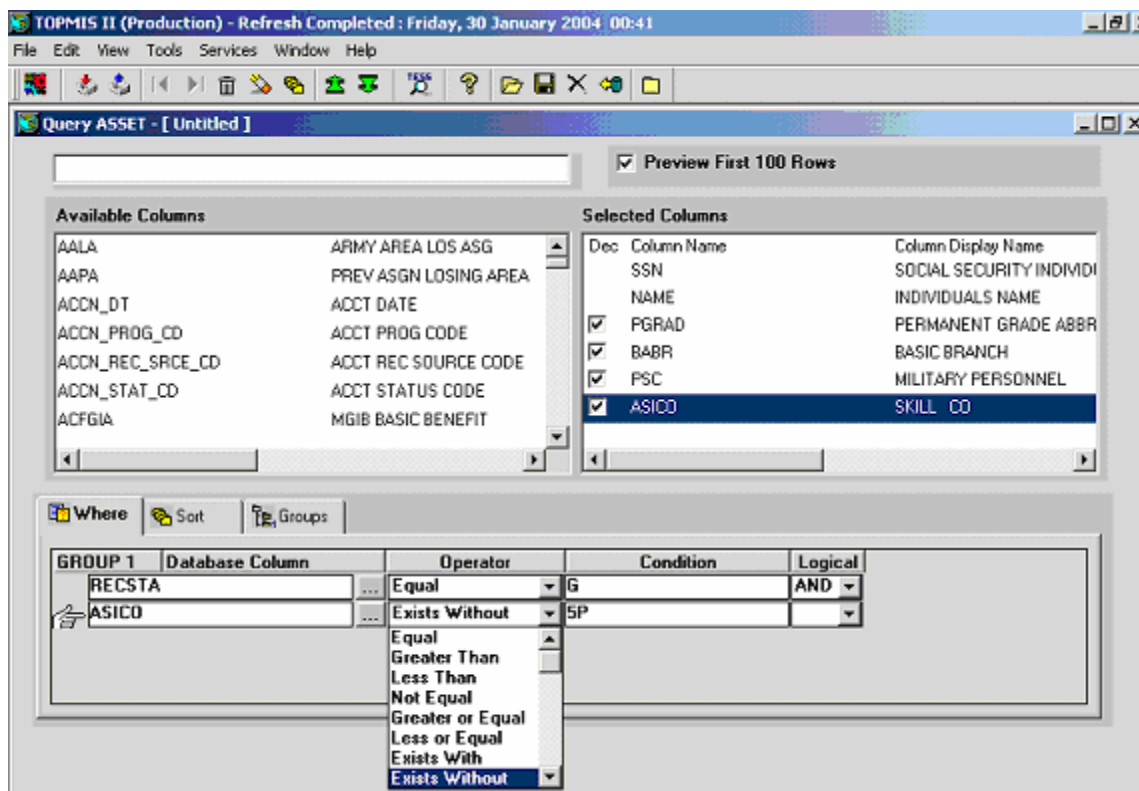 TOPMIS II (Production) - Refresh Completed : Friday, 30 January 2004 00:41
File Edit View Tools Services Window Help
TESS
Query ASSET - [ Untitled ]
Preview First 100 Rows
Available Columns
AALA ARMY AREA LOS ASG
AAPA PREV ASGN LOSING AREA
ACCN_DT ACCT DATE
ACCN_PROG_CD ACCT PROG CODE
ACCN_REC_SRCE_CD ACCT REC SOURCE CODE
ACCN_STAT_CD ACCT STATUS CODE
ACFGIA MGIB BASIC BENEFIT
Selected Columns
Dec Column Name Column Display Name
SSN SOCIAL SECURITY INDIVIDU
NAME INDIVIDUALS NAME
PGRAD PERMANENT GRADE ABBR
BABR BASIC BRANCH
PSC MILITARY PERSONNEL
ASICO SKILL CO
Where Sort Groups
GROUP 1 Database Column Operator Condition Logical
RECSTA ... Equal G AND
ASICO ... Exists Without 5P
Equal
Greater Than
Less Than
Not Equal
Greater or Equal
Less or Equal
Exists With
Exists Without